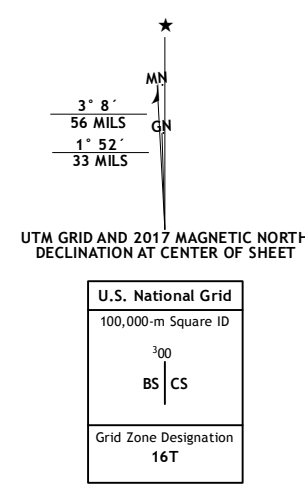 ★
MN
3° 8´
56 MILS
GN
1° 52´
33 MILS
UTM GRID AND 2017 MAGNETIC NORTH
DECLINATION AT CENTER OF SHEET
U.S. National Grid
100,000-m Square ID
³00
BS CS
Grid Zone Designation
16T